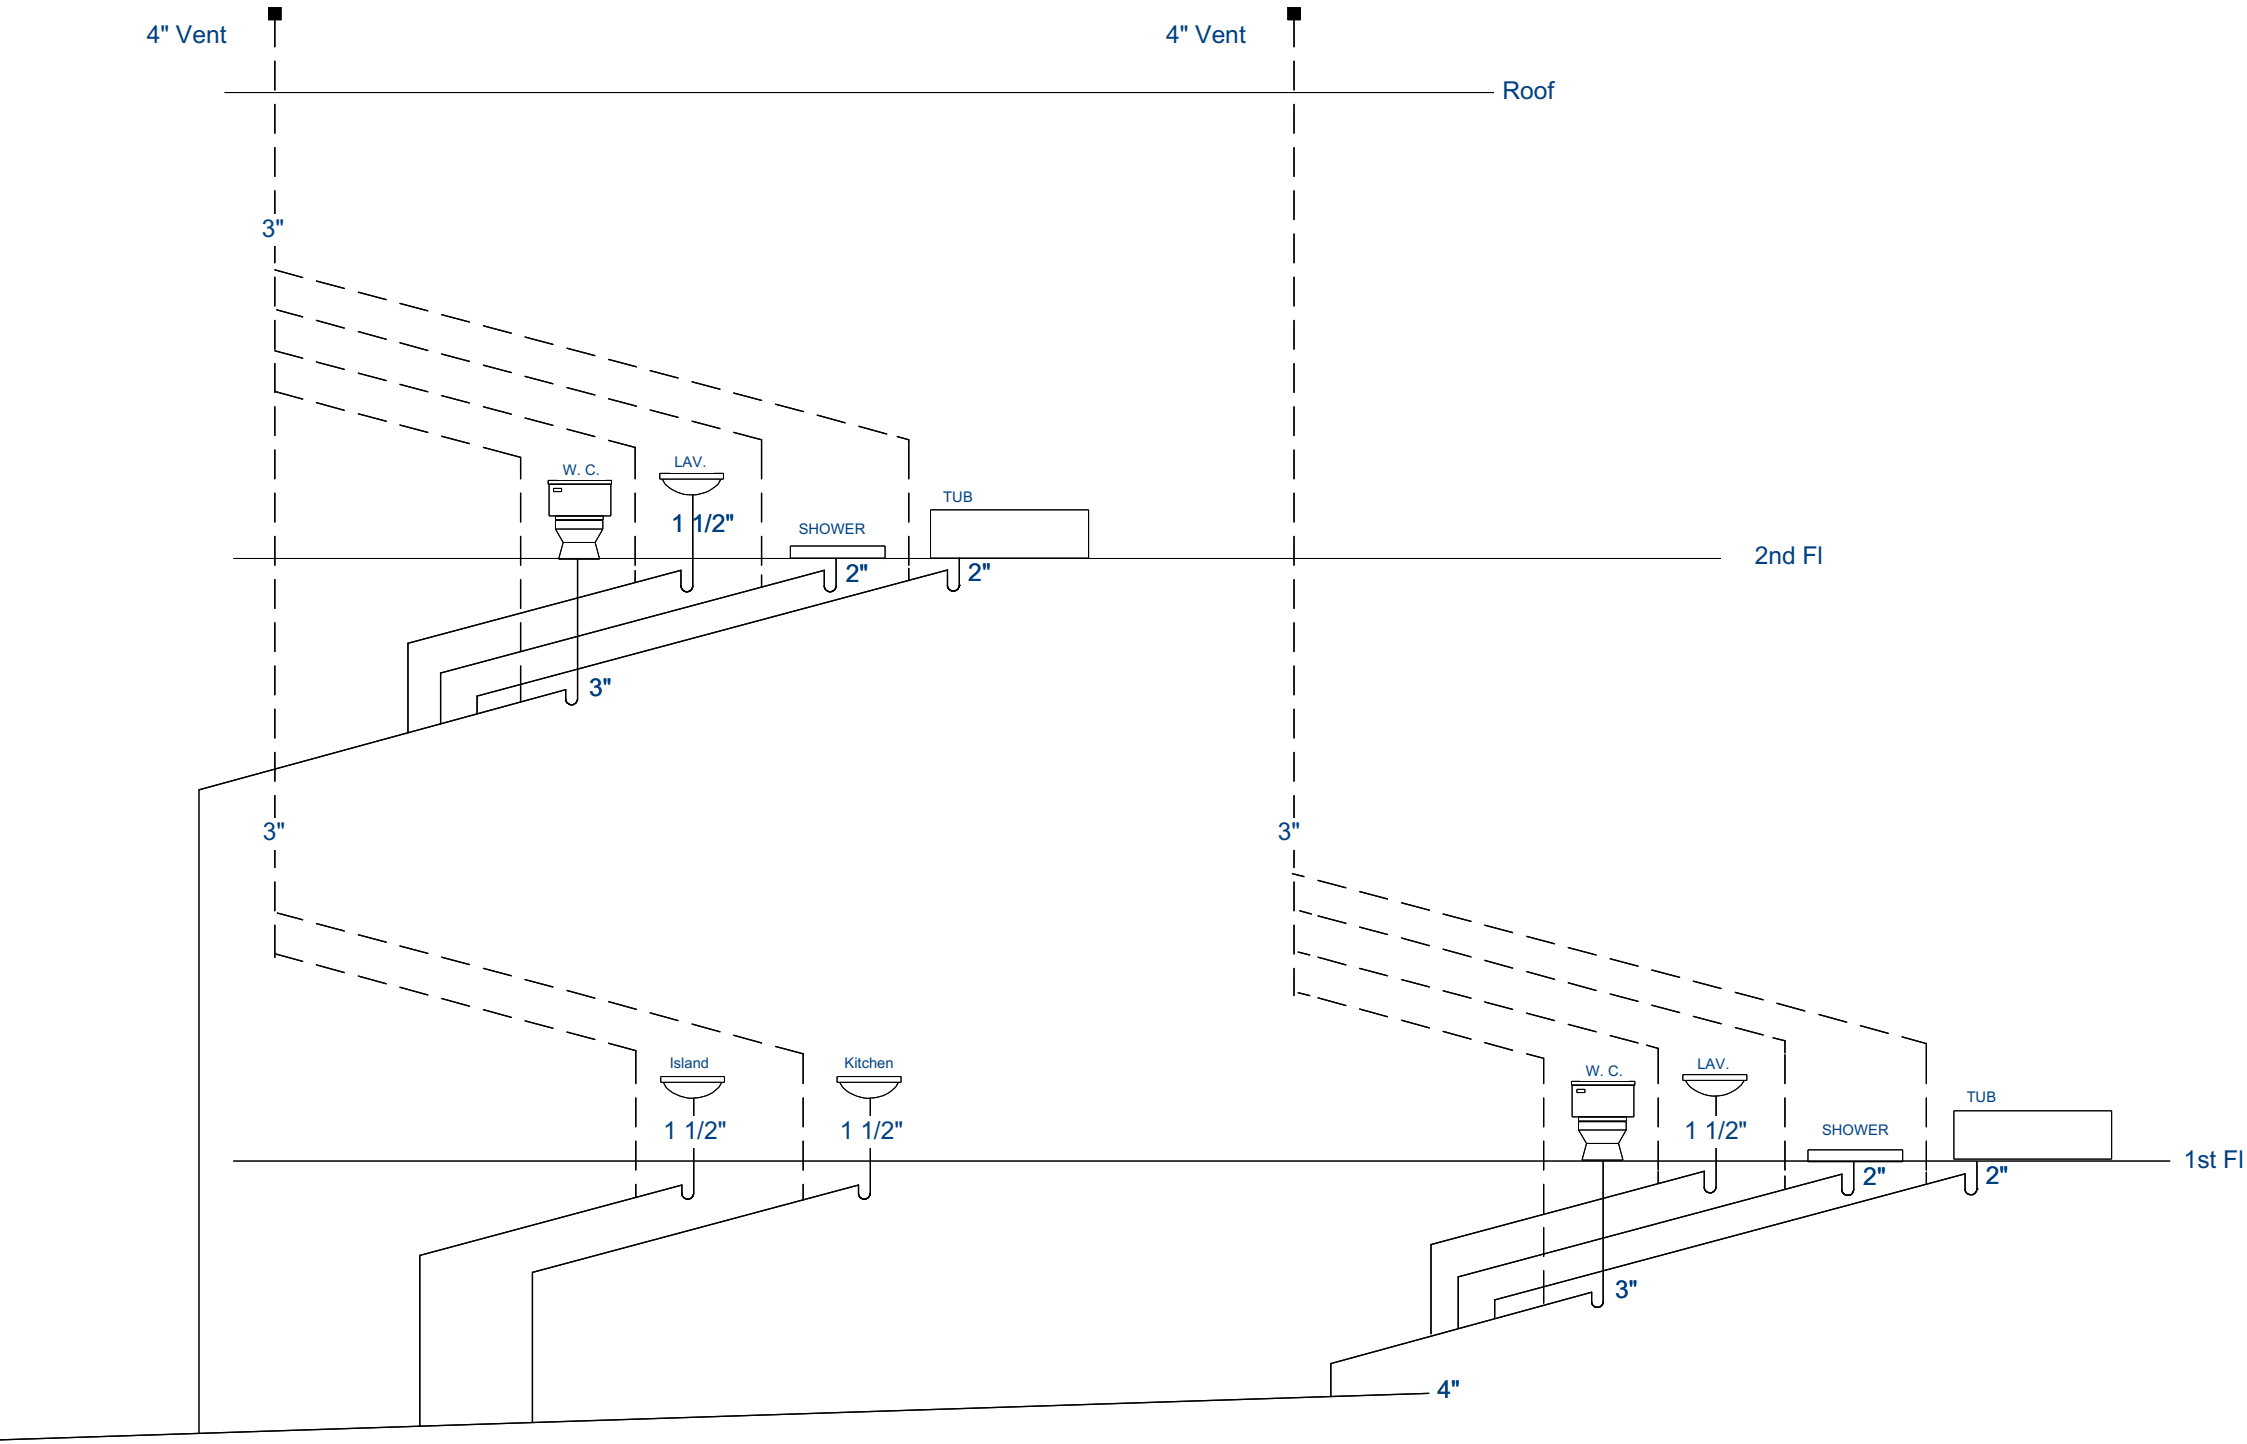 4" Vent
4" Vent
Roof
3"
W. C.
LAV.
1 1/2"
SHOWER
TUB
2nd Fl
2"
2"
3"
3"
3"
Island
Kitchen
1 1/2"
1 1/2"
W. C.
LAV.
1 1/2"
SHOWER
TUB
1st Fl
2"
2"
3"
4"